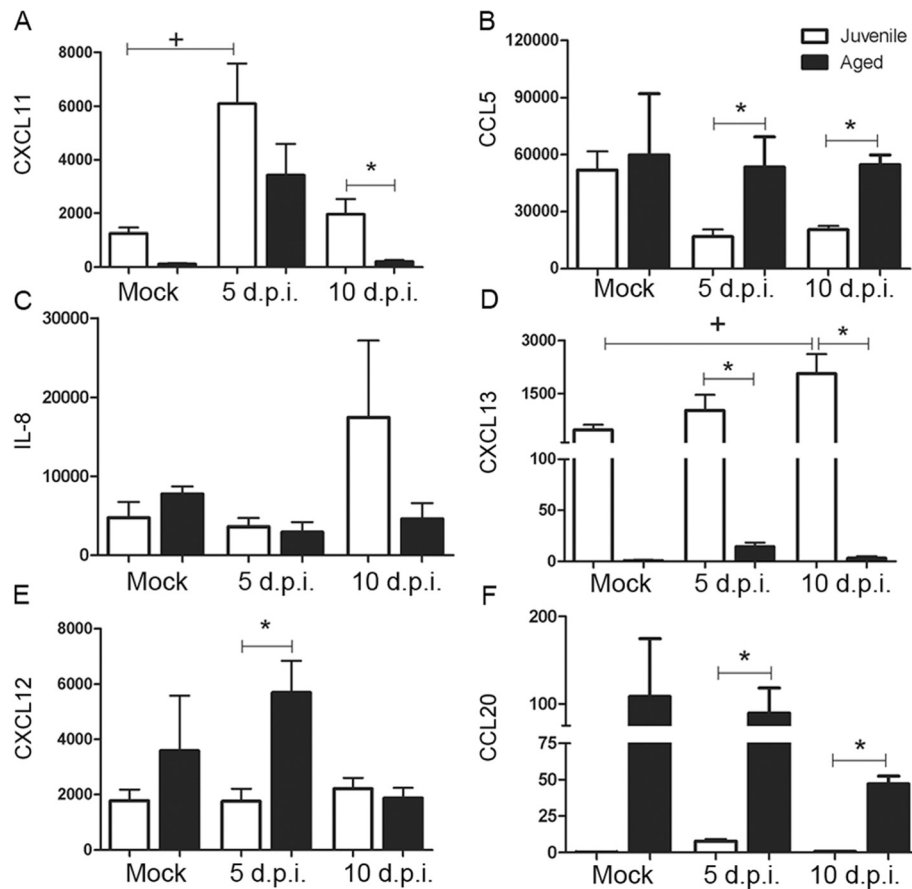 A
CXCL11
8000
6000
4000
2000
0
+
*
Mock 5 d.p.i. 10 d.p.i.
B
CCL5
120000
90000
60000
30000
0
Juvenile
Aged
*
*
Mock 5 d.p.i. 10 d.p.i.
C
IL-8
30000
20000
10000
0
Mock 5 d.p.i. 10 d.p.i.
D
CXCL13
3000
1500
100
50
0
+
*
*
Mock 5 d.p.i. 10 d.p.i.
E
CXCL12
8000
6000
4000
2000
0
*
Mock 5 d.p.i. 10 d.p.i.
F
CCL20
200
100
75
50
25
0
*
*
Mock 5 d.p.i. 10 d.p.i.